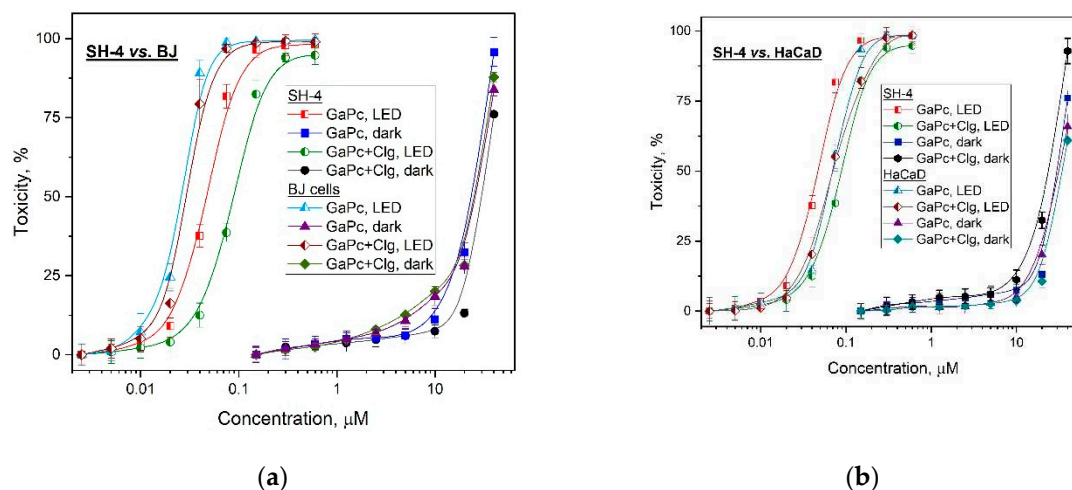 SH-4 vs. BJ
Toxicity, %
100
75
50
25
0
SH-4
GaPc, LED
GaPc, dark
GaPc+Clg, LED
GaPc+Clg, dark
BJ cells
GaPc, LED
GaPc, dark
GaPc+Clg, LED
GaPc+Clg, dark
0.01
0.1
1
10
Concentration, μM
(a)
SH-4 vs. HaCaD
Toxicity, %
100
75
50
25
0
SH-4
GaPc, LED
GaPc+Clg, LED
GaPc, dark
GaPc+Clg, dark
HaCaD
GaPc, LED
GaPc+Clg, LED
GaPc, dark
GaPc+Clg, dark
0.01
0.1
1
10
Concentration, μM
(b)